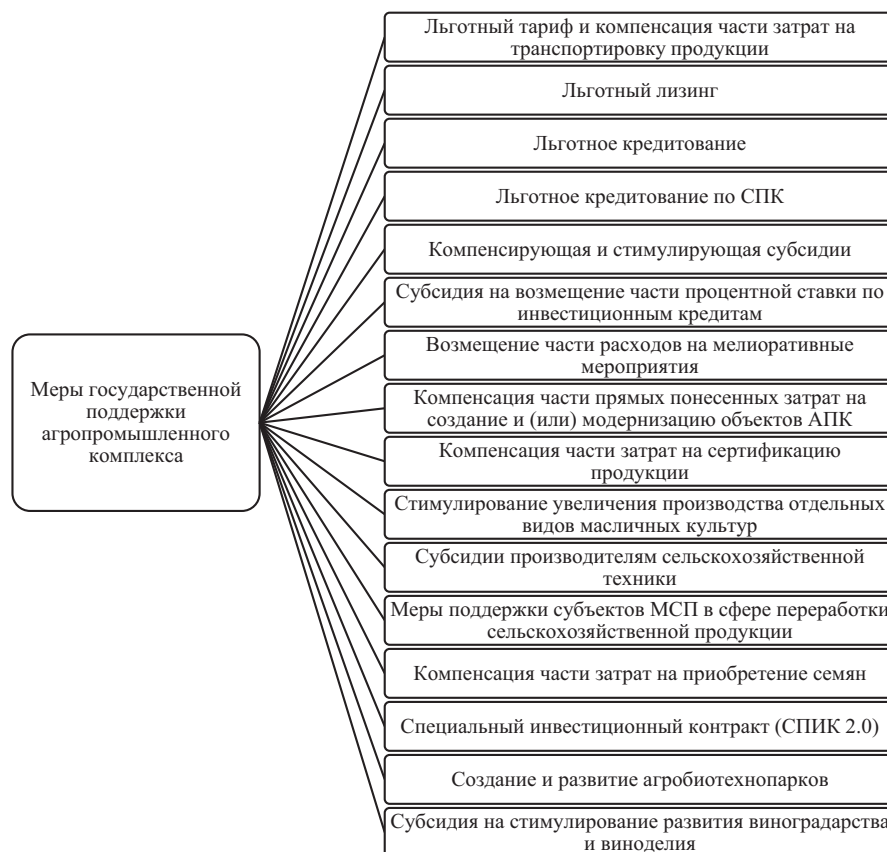 Льготный тариф и компенсация части затрат на
транспортировку продукции
Льготный лизинг
Льготное кредитование
Льготное кредитование по СПК
Компенсирующая и стимулирующая субсидии
Субсидия на возмещение части процентной ставки по
инвестиционным кредитам
Меры государственной
поддержки
агропромышленного
комплекса
Возмещение части расходов на мелиоративные
мероприятия
Компенсация части прямых понесенных затрат на
создание и (или) модернизацию объектов АПК
Компенсация части затрат на сертификацию
продукции
Стимулирование увеличения производства отдельных
видов масличных культур
Субсидии производителям сельскохозяйственной
техники
Меры поддержки субъектов МСП в сфере переработки
сельскохозяйственной продукции
Компенсация части затрат на приобретение семян
Специальный инвестиционный контракт (СПИК 2.0)
Создание и развитие агробиотехнопарков
Субсидия на стимулирование развития виноградарства
и виноделия